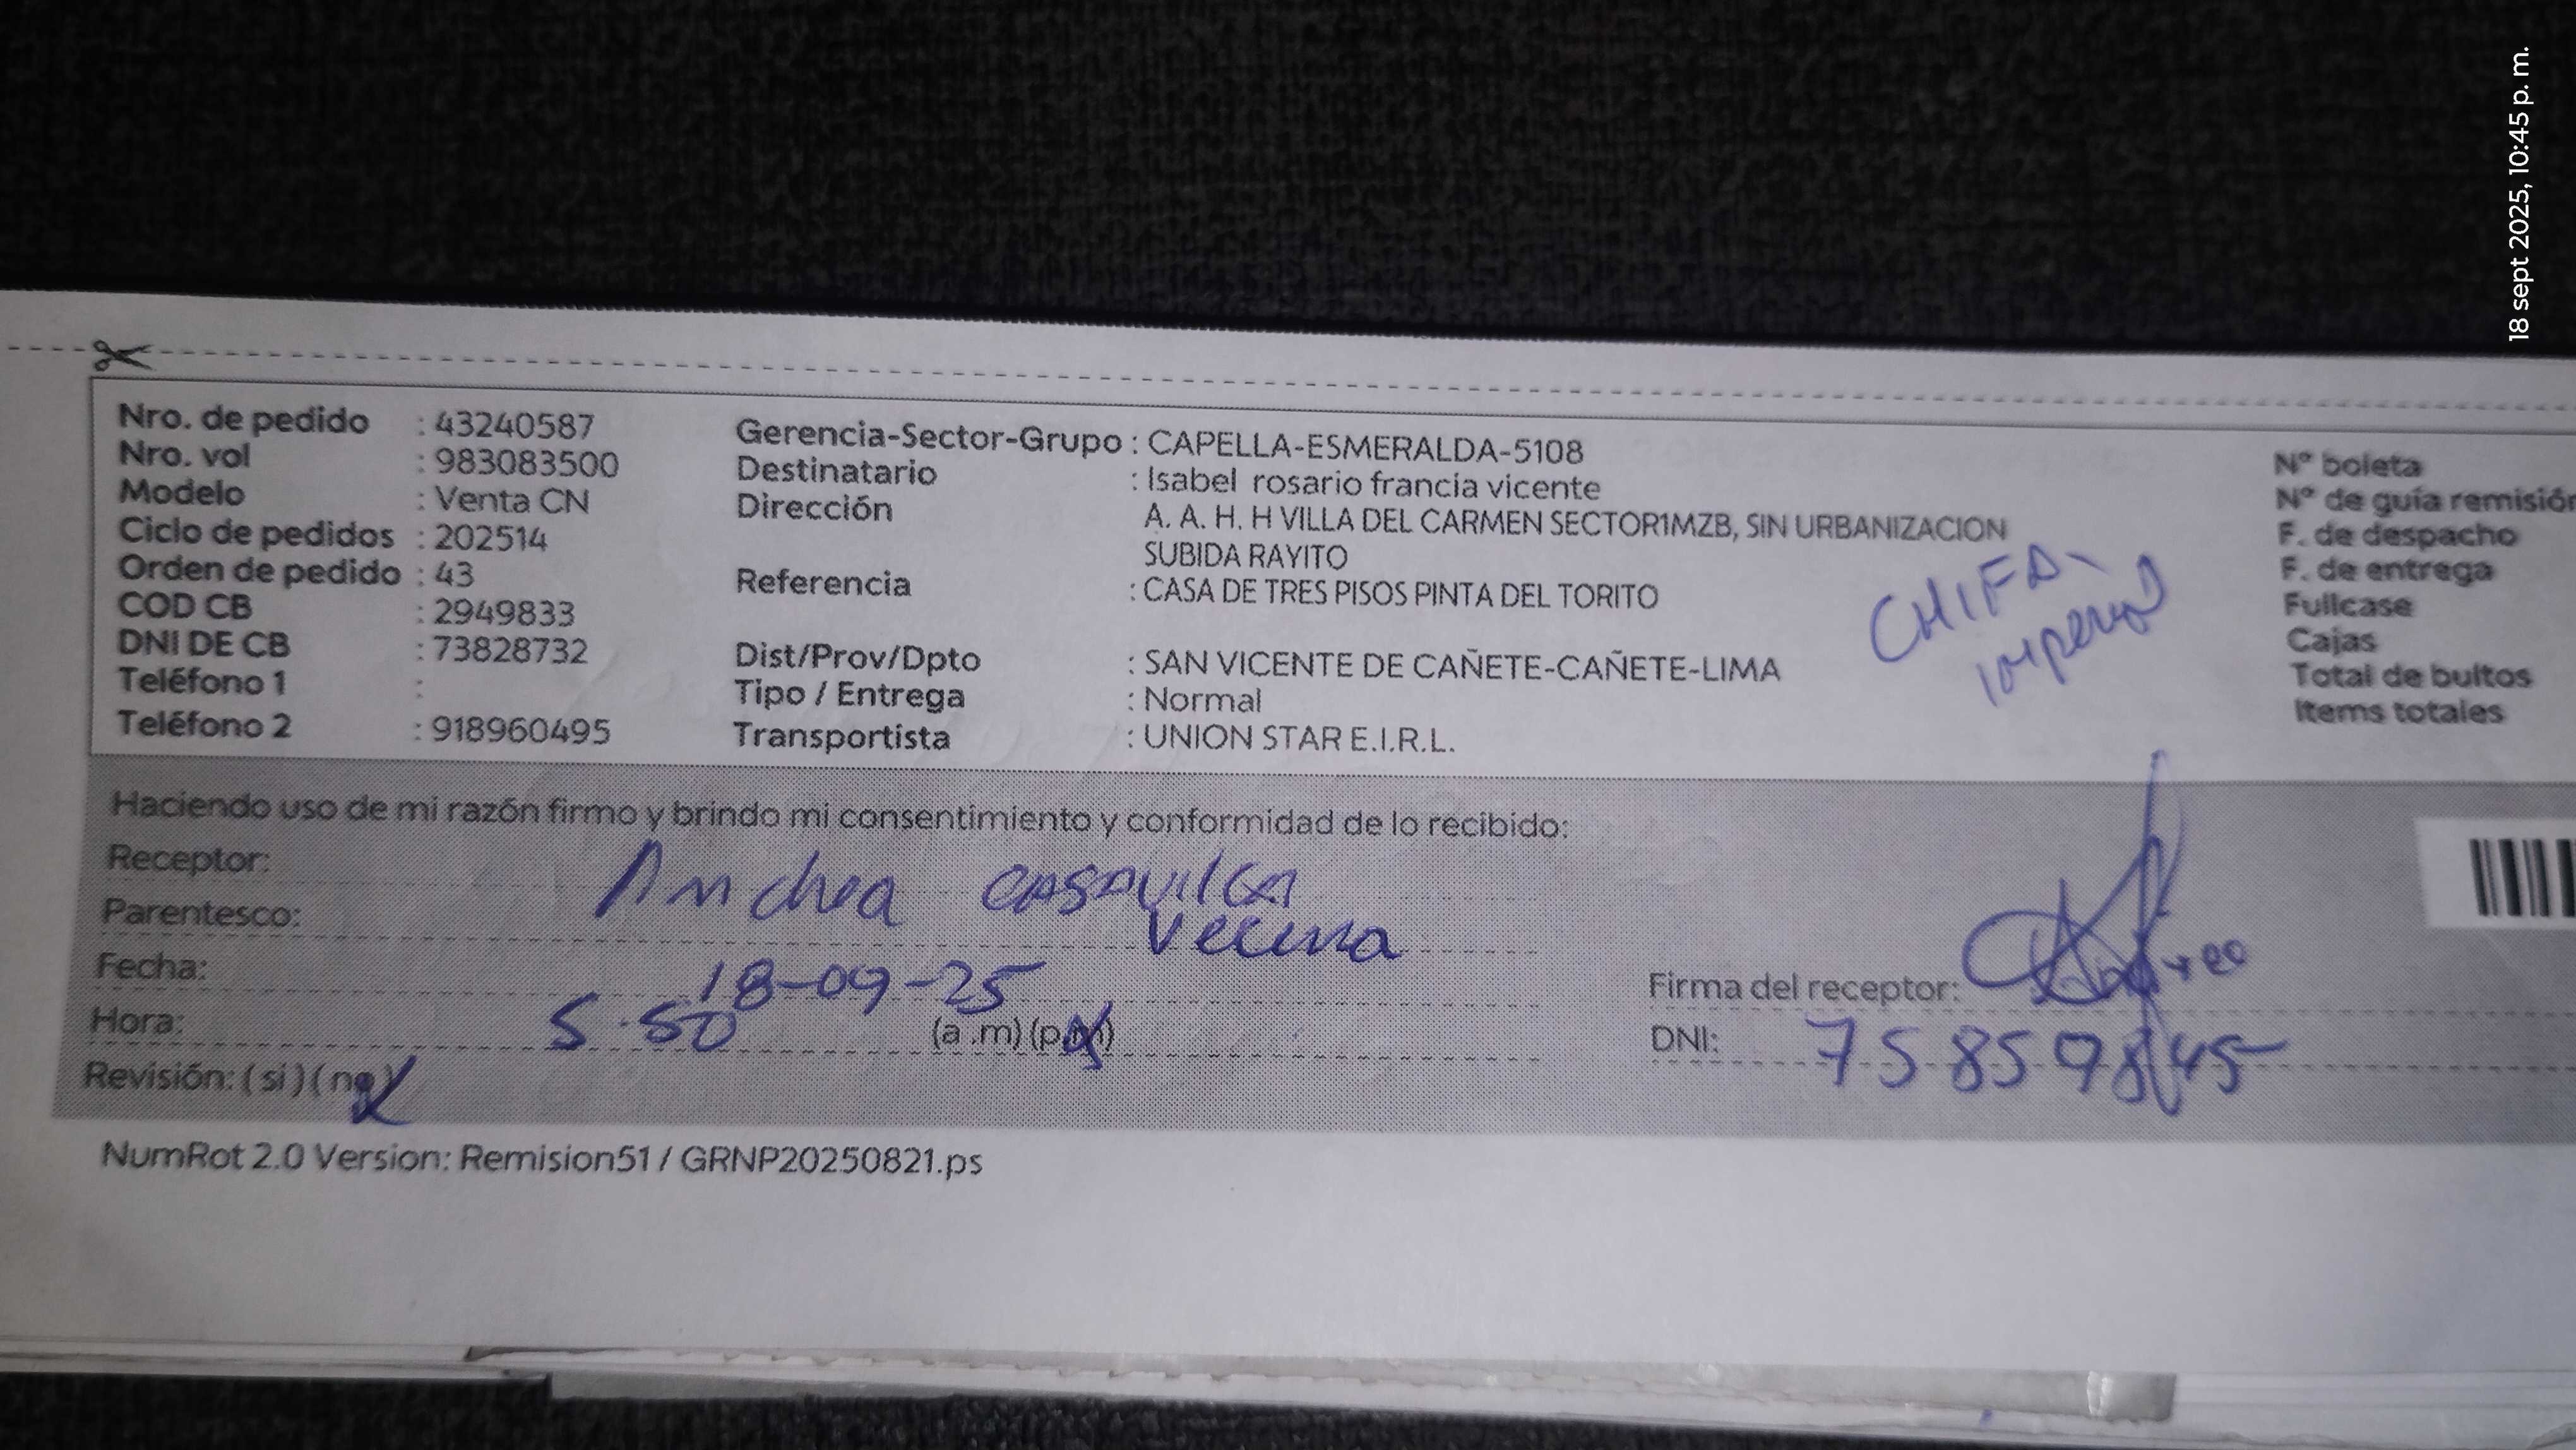 18 sept 2025, 10:45 p. m.
Nro. de pedido : 43240587
Nro. vol : 983083500
Modelo : Venta CN
Ciclo de pedidos : 202514
Orden de pedido : 43
COD CB : 2949833
DNI DE CB : 73828732
Teléfono 1 :
Teléfono 2 : 918960495
Gerencia-Sector-Grupo : CAPELLA-ESMERALDA-5108
Destinatario : Isabel rosario francia vicente
Dirección A. A. H. H VILLA DEL CARMEN SECTOR1MZB, SIN URBANIZACION
SUBIDA RAYITO
Referencia : CASA DE TRES PISOS PINTA DEL TORITO
Dist/Prov/Dpto : SAN VICENTE DE CAÑETE-CAÑETE-LIMA
Tipo / Entrega : Normal
Transportista : UNION STAR E.I.R.L.
CHIFA
imperial
Nº boleta
Nº de guía remisión
F. de despacho
F. de entrega
Fullcase
Cajas
Total de bultos
Items totales
Haciendo uso de mi razón firmo y brindo mi consentimiento y conformidad de lo recibido:
Receptor: casavilca
Parentesco: Vecina
Fecha: 18-09-25
Hora: 5.50 (a .m) (p.m)
Revisión: ( si ) ( no )
Firma del receptor:
DNI:
NumRot 2.0 Version: Remision51 / GRNP20250821.ps